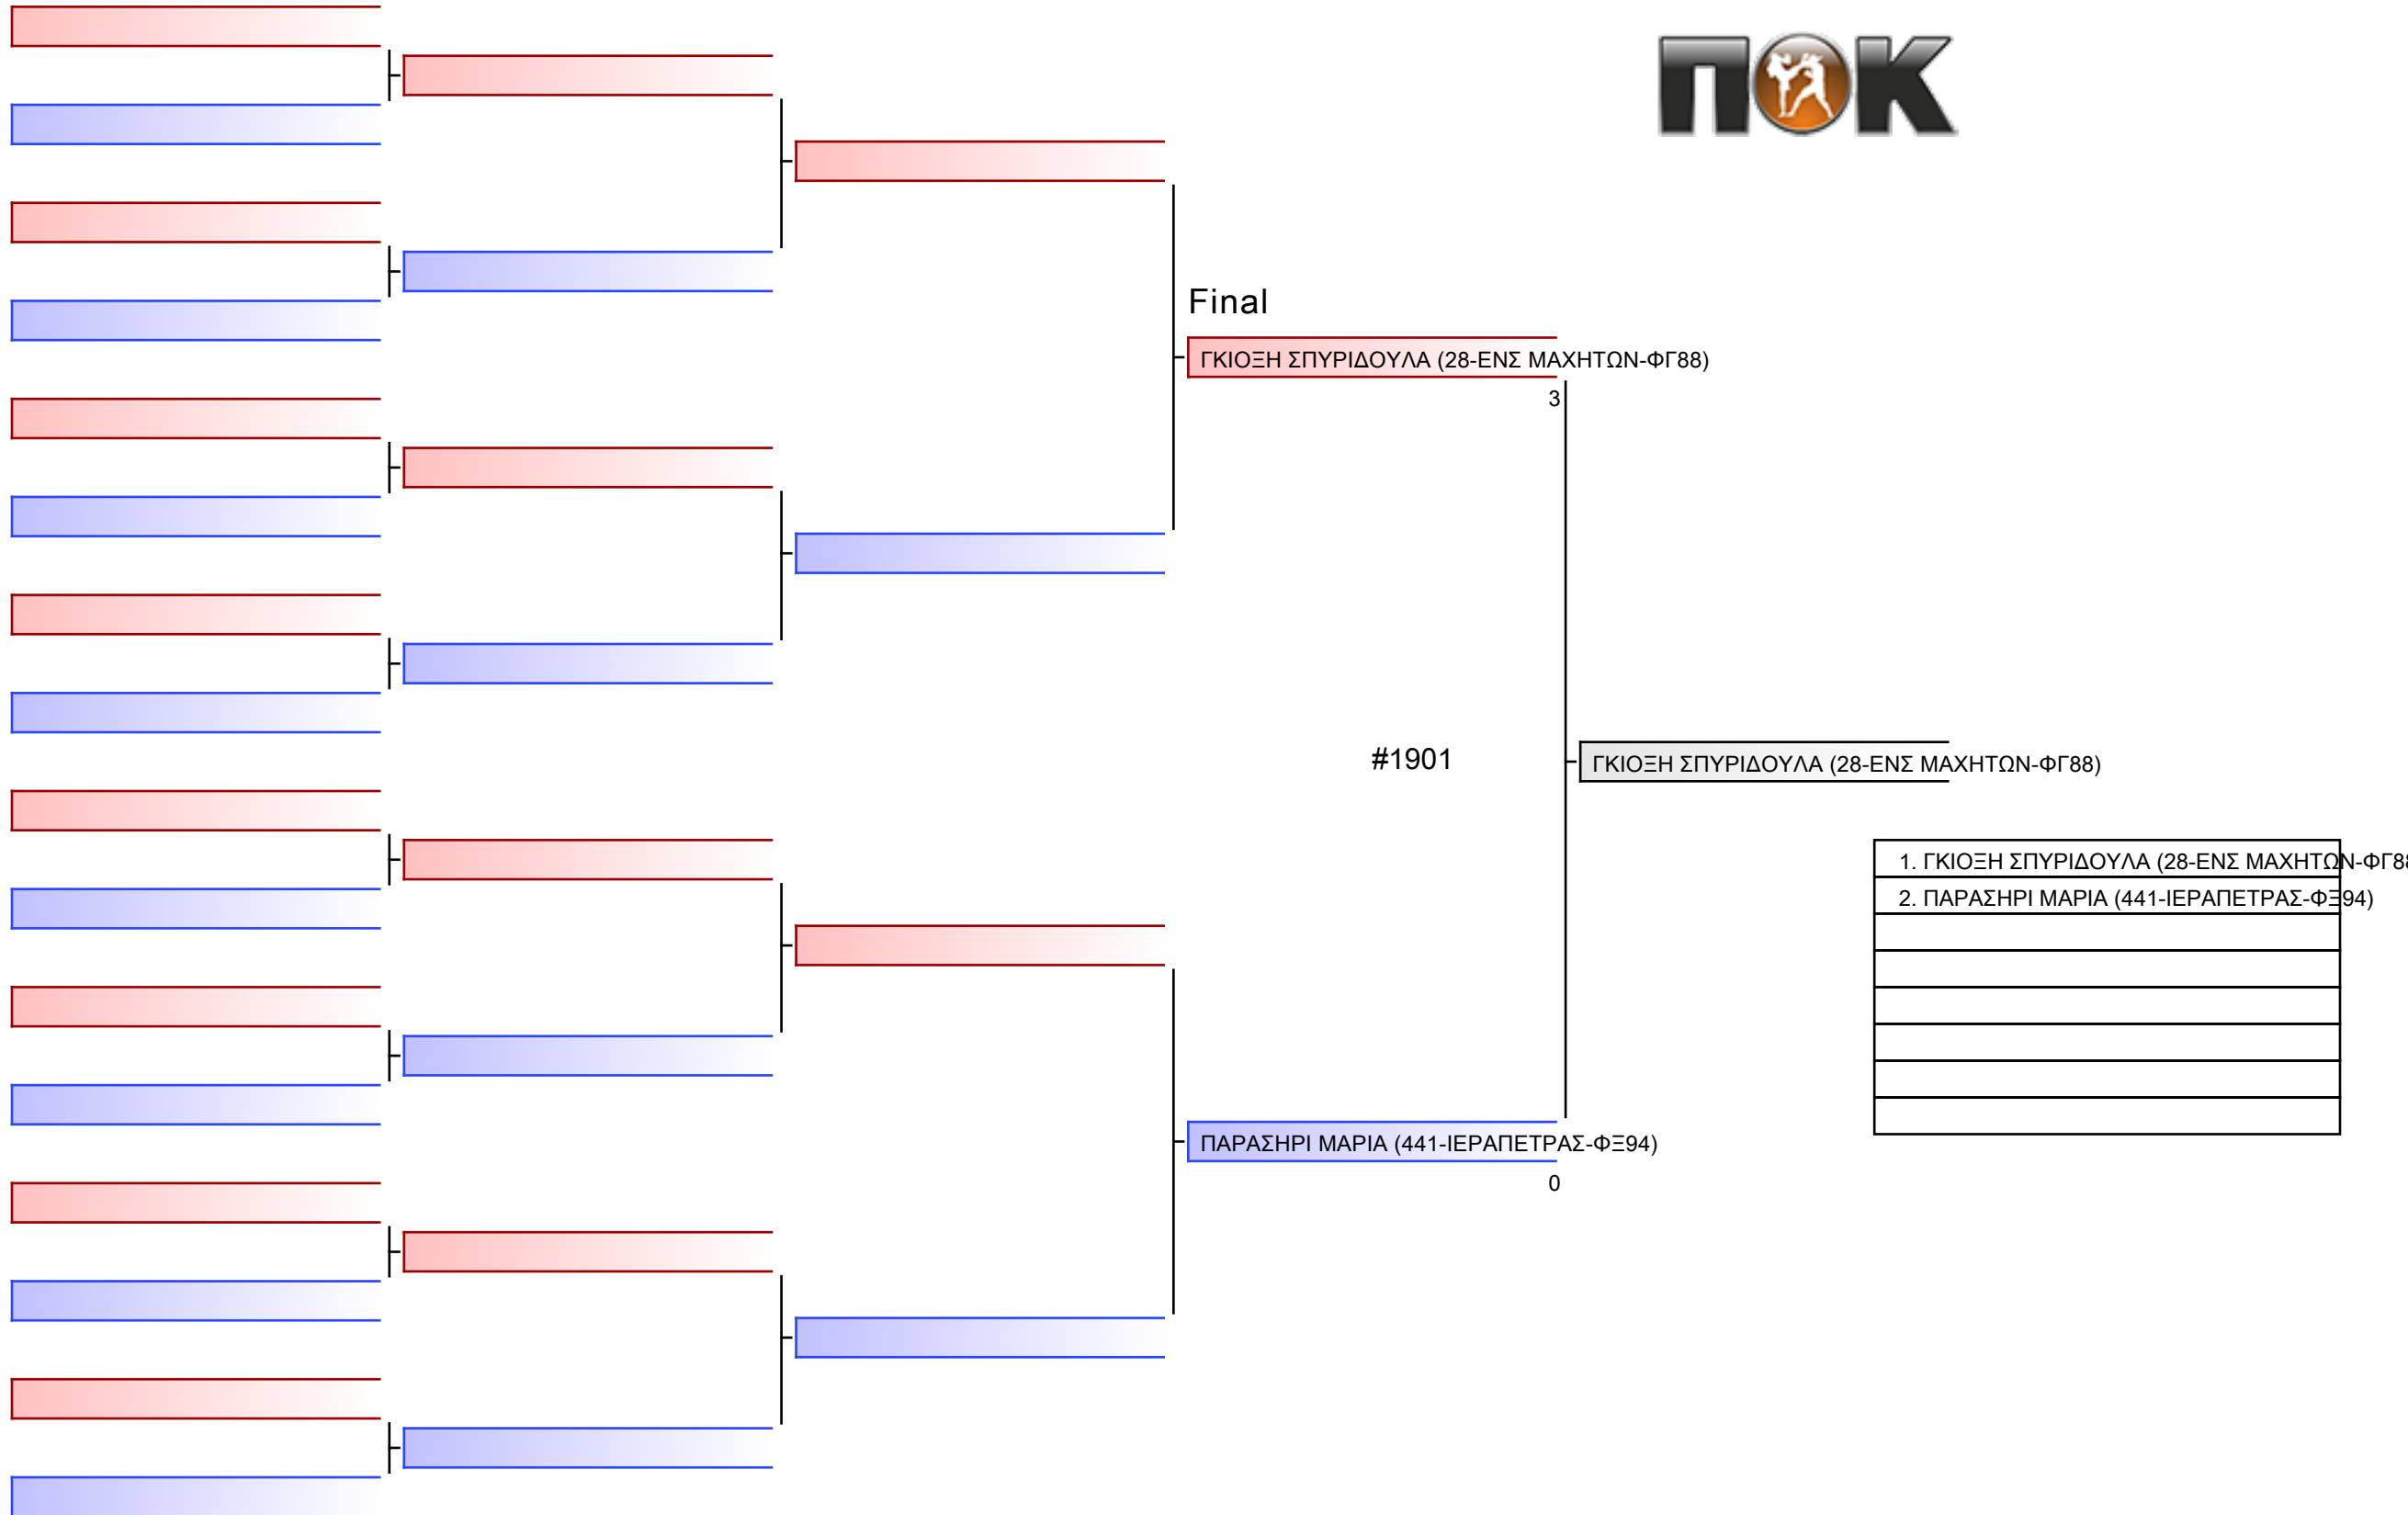 ΠΟΚ
Final
ΓΚΙΟΞΗ ΣΠΥΡΙΔΟΥΛΑ (28-ΕΝΣ ΜΑΧΗΤΩΝ-ΦΓ88)
3
#1901
ΓΚΙΟΞΗ ΣΠΥΡΙΔΟΥΛΑ (28-ΕΝΣ ΜΑΧΗΤΩΝ-ΦΓ88)
1. ΓΚΙΟΞΗ ΣΠΥΡΙΔΟΥΛΑ (28-ΕΝΣ ΜΑΧΗΤΩΝ-ΦΓ88
2. ΠΑΡΑΣΗΡΙ ΜΑΡΙΑ (441-ΙΕΡΑΠΕΤΡΑΣ-ΦΞ94)
ΠΑΡΑΣΗΡΙ ΜΑΡΙΑ (441-ΙΕΡΑΠΕΤΡΑΣ-ΦΞ94)
0